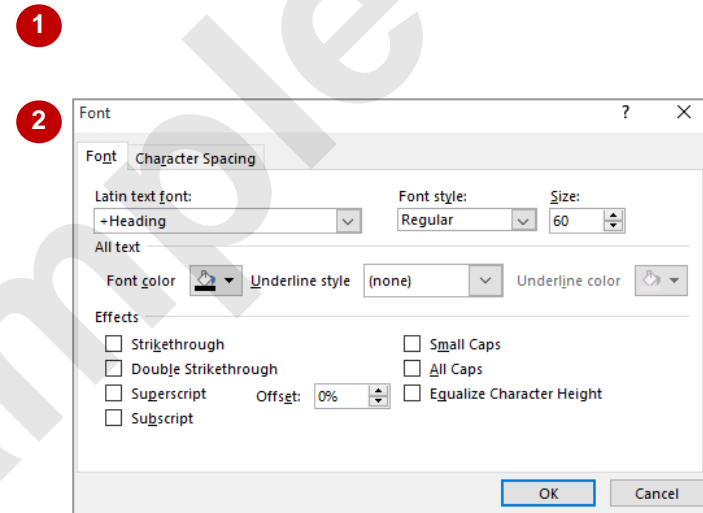 1
2
Font ?
Font Character Spacing
Latin text font: Font style: Size:
+Heading Regular 60
All text
Font color Underline style (none) Underline color
Effects
Strikethrough Small Caps
Double Strikethrough All Caps
Superscript Offset: 0% Equalize Character Height
Subscript
OK Cancel